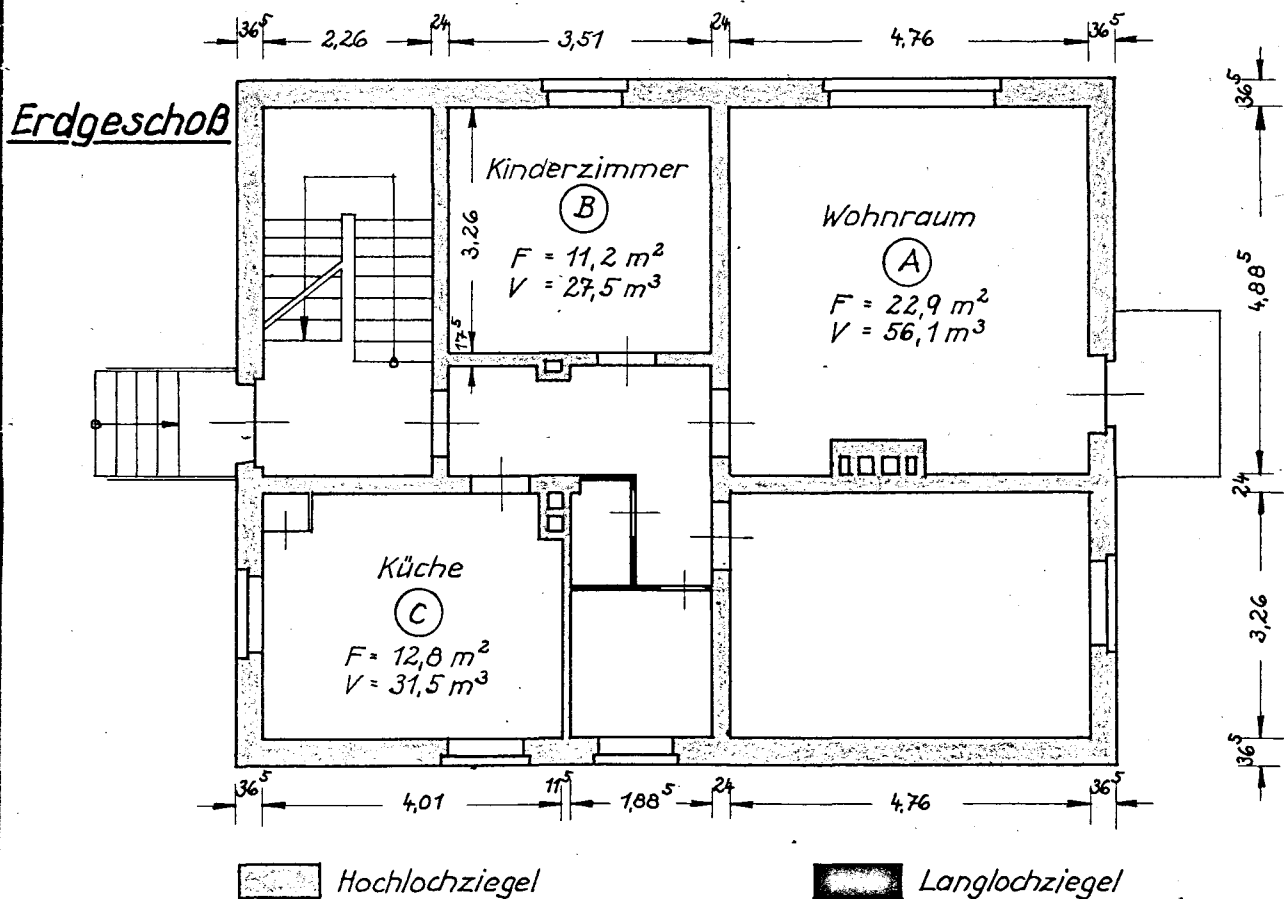 36⁵ 2,26 24 3,51 24 4,76 36⁵
Erdgeschoß
36⁵
Kinderzimmer
B
3,26
F = 11,2 m²
V = 27,5 m³
17⁵
Wohnraum
A
F = 22,9 m²
V = 56,1 m³
4,88⁵
24
Küche
C
F = 12,8 m²
V = 31,5 m³
3,26
36⁵
36⁵ 4,01 11⁵ 1,88⁵ 24 4,76 36⁵
Hochlochziegel Langlochziegel